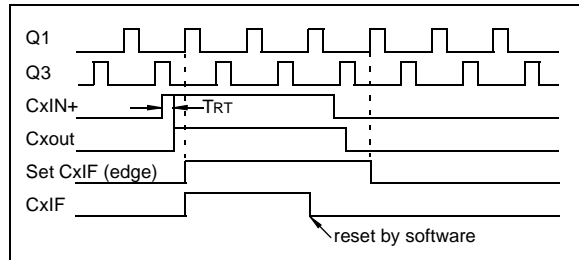 Q1
Q3
CxIN+
TRT
Cxout
Set CxIF (edge)
CxIF
reset by software